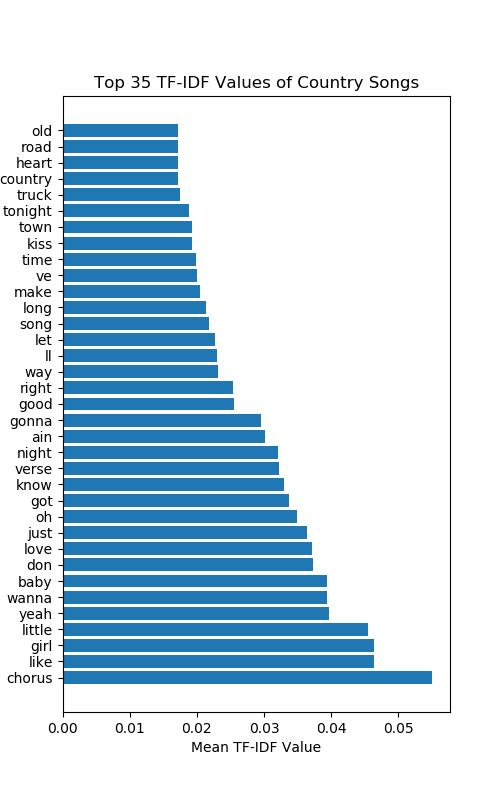 Top 35 TF-IDF Values of Country Songs
old
road
heart
country
truck
tonight
town
kiss
time
ve
make
long
song
let
ll
way
right
good
gonna
ain
night
verse
know
got
oh
just
love
don
baby
wanna
yeah
little
girl
like
chorus
0.00 0.01 0.02 0.03 0.04 0.05
Mean TF-IDF Value